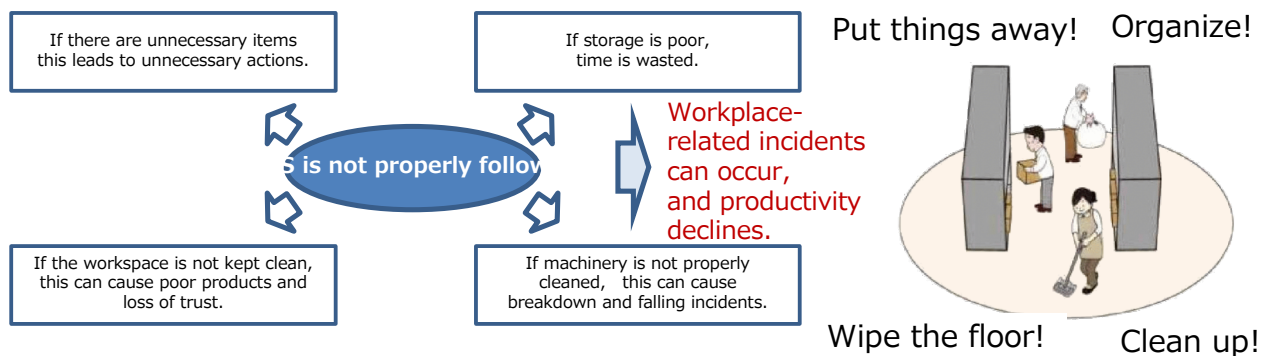 If there are unnecessary items
this leads to unnecessary actions.
If storage is poor,
time is wasted.
S is not properly follow
If the workspace is not kept clean,
this can cause poor products and
loss of trust.
If machinery is not properly
cleaned, this can cause
breakdown and falling incidents.
Workplace-
related incidents
can occur,
and productivity
declines.
Put things away!
Organize!
Wipe the floor!
Clean up!